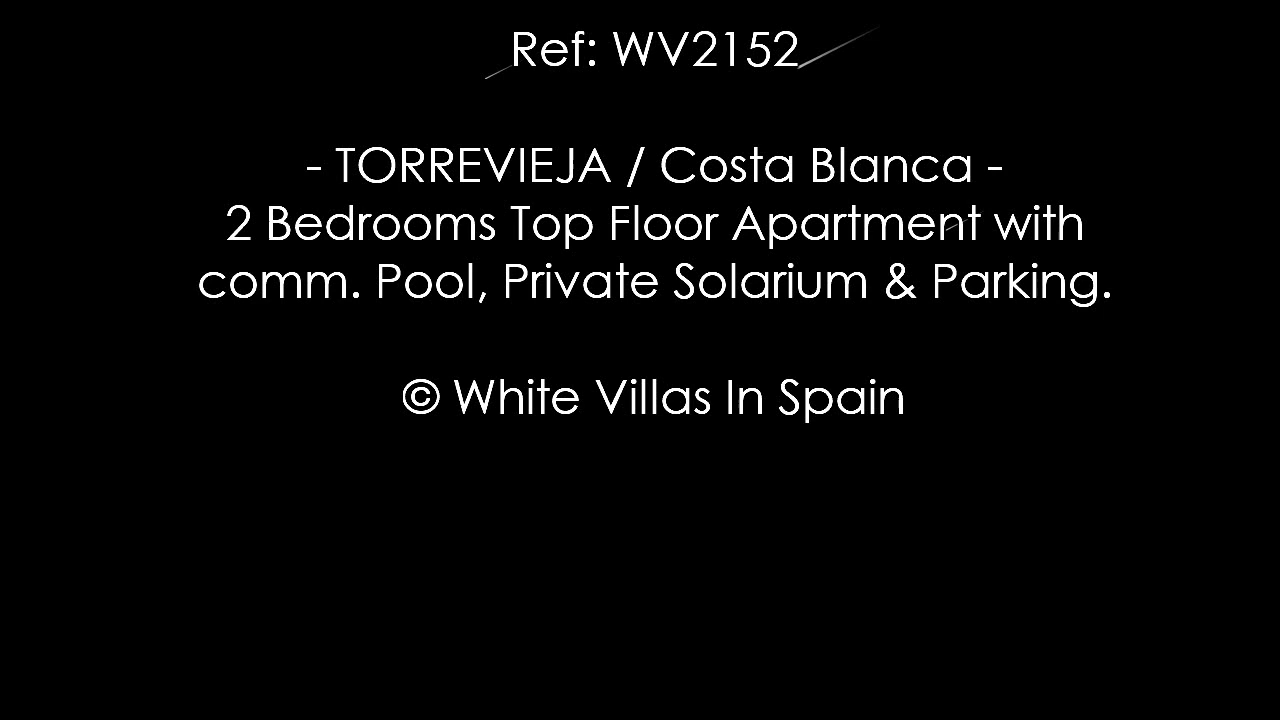 Ref: WV2152
- TORREVIEJA / Costa Blanca -
2 Bedrooms Top Floor Apartment with
comm. Pool, Private Solarium & Parking.
© White Villas In Spain